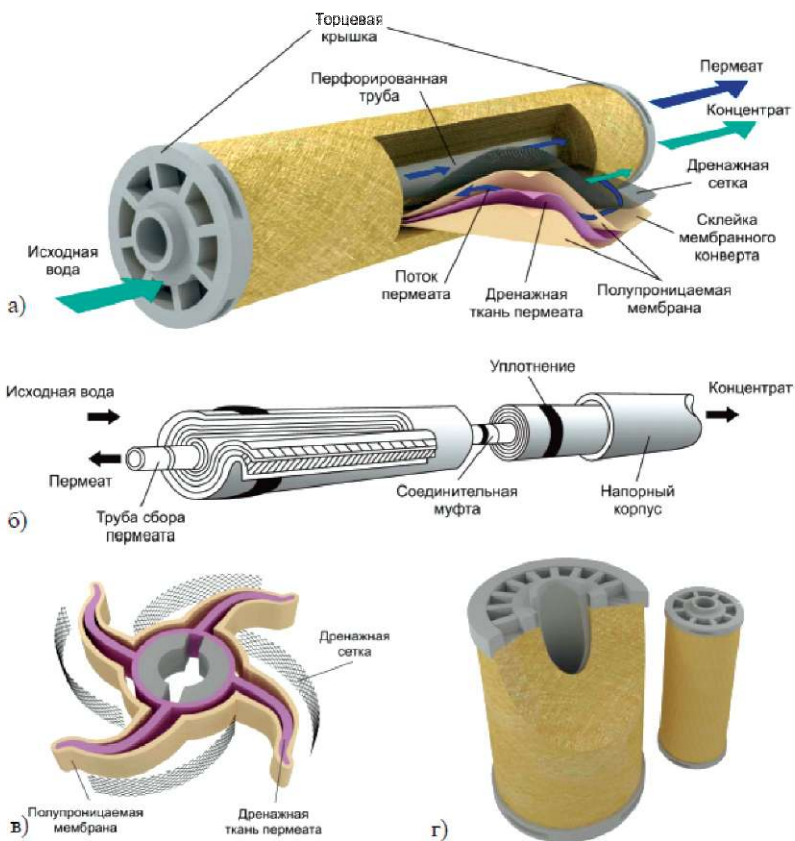 Торцевая
крышка
Пермеат
Перфорированная
труба
Концентрат
Дренажная
сетка
Склейка
мембранного
конверта
Исходная
вода
Поток
пермеата
Дренажная
ткань пермеата
Полупроницаемая
мембрана
а)
Исходная вода
Уплотнение
Концентрат
Пермеат
Труба сбора
пермеата
Соединительная
муфта
Напорный
корпус
б)
Дренажная
сетка
Полупроницаемая
мембрана
Дренажная
ткань пермеата
в)
г)